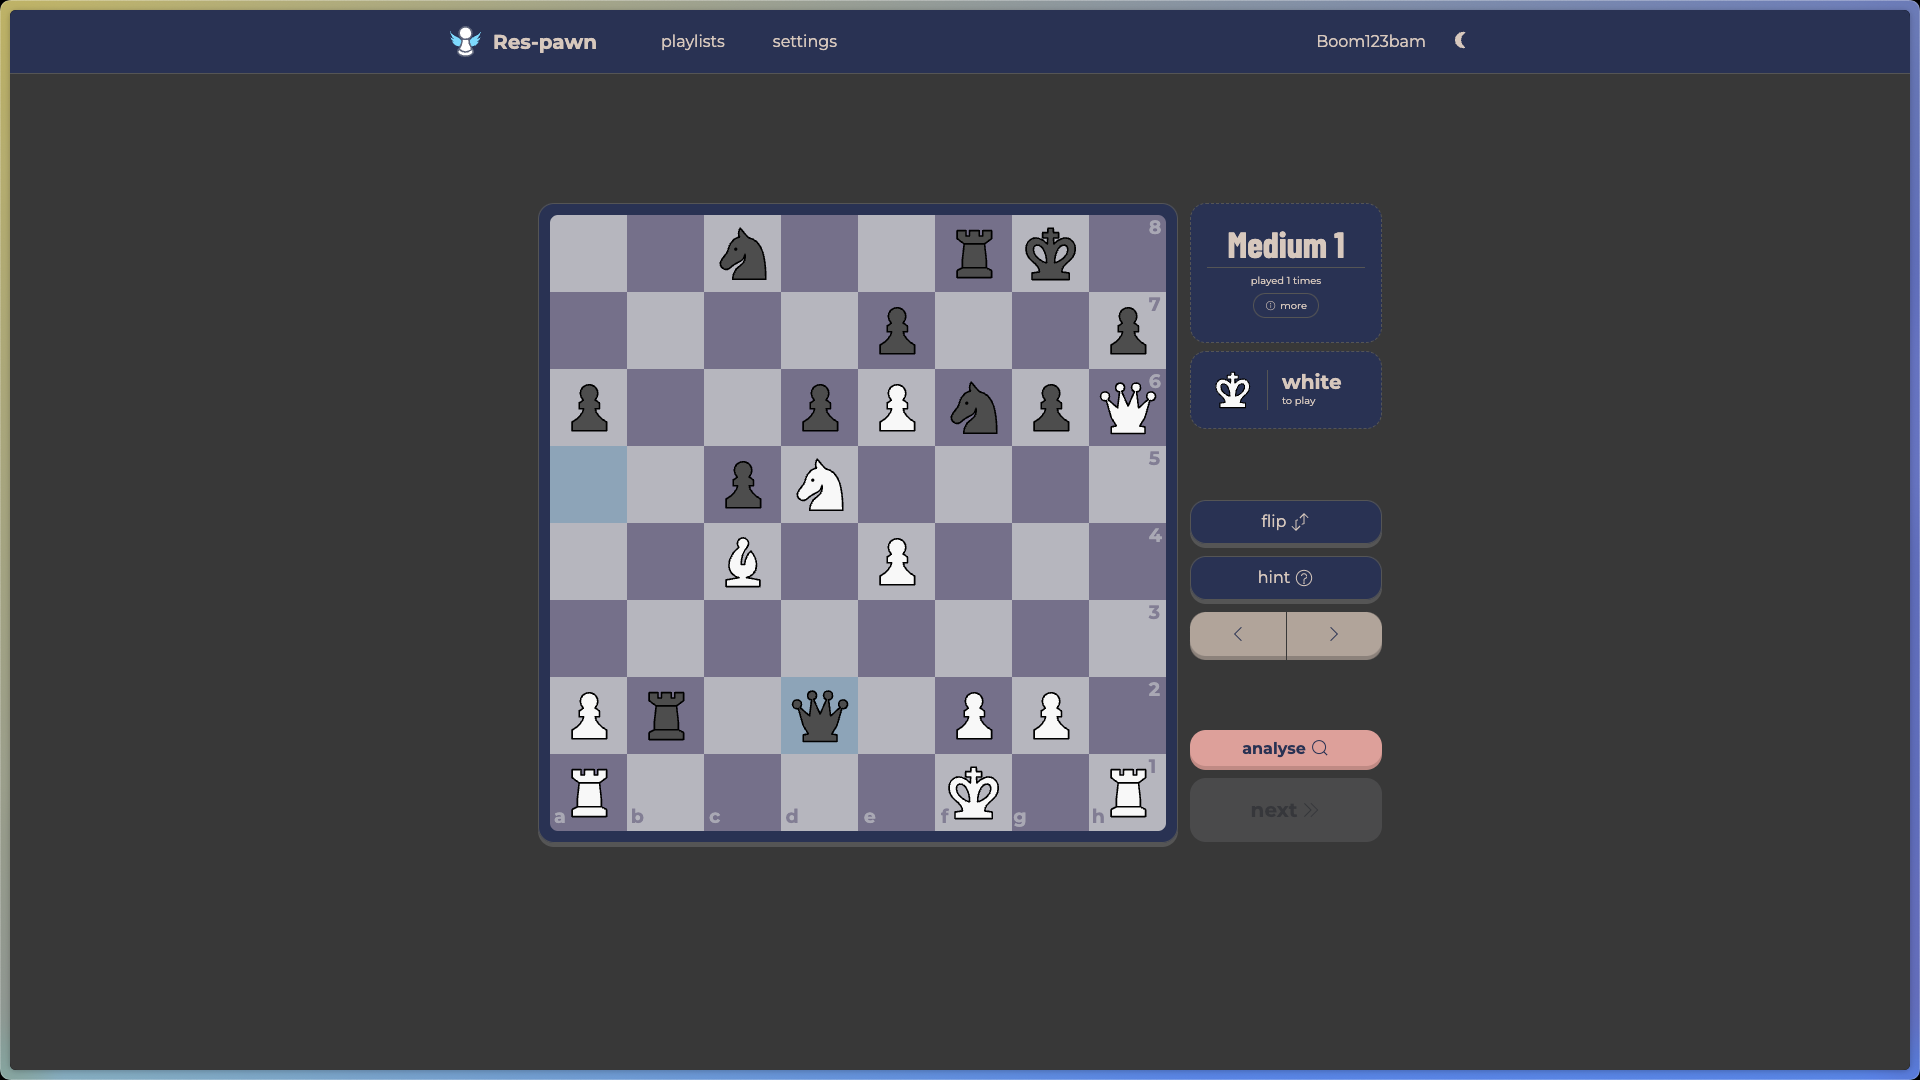 Res-pawn
playlists
settings
Boom123bam
8
7
6
5
4
3
2
1
a
b
c
d
e
f
g
h
Medium 1
played 1 times
more
white
to play
flip
hint
analyse
next